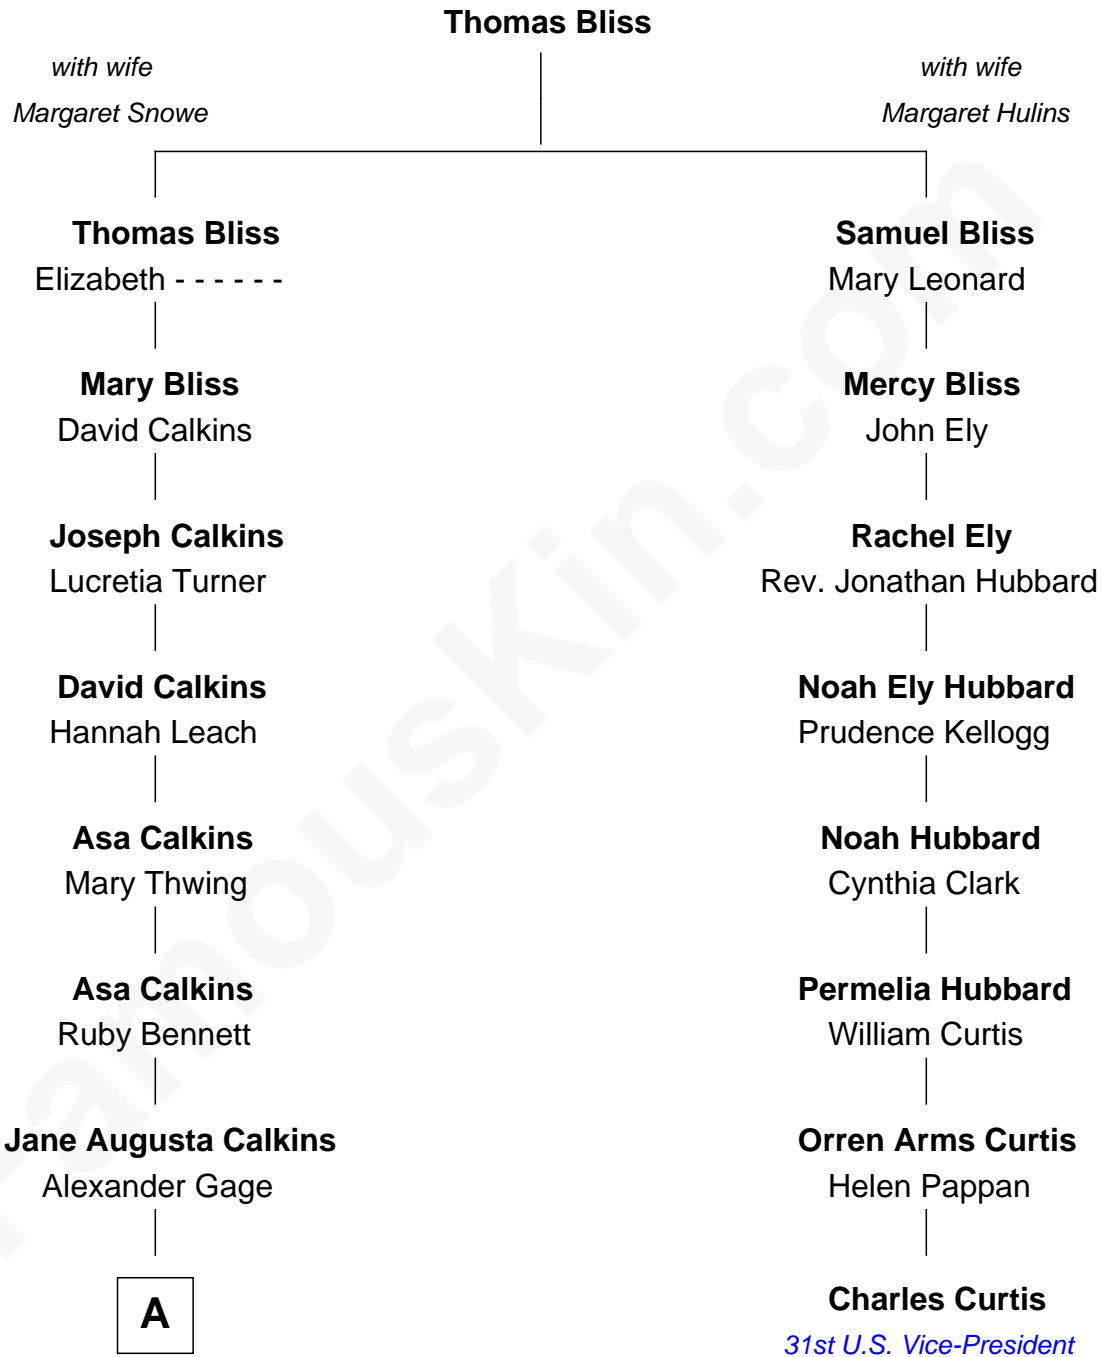 Thomas Bliss
with wife
Margaret Snowe
with wife
Margaret Hulins
Thomas Bliss
Elizabeth - - - - - -
Samuel Bliss
Mary Leonard
Mary Bliss
David Calkins
Mercy Bliss
John Ely
Joseph Calkins
Lucretia Turner
Rachel Ely
Rev. Jonathan Hubbard
David Calkins
Hannah Leach
Noah Ely Hubbard
Prudence Kellogg
Asa Calkins
Mary Thwing
Noah Hubbard
Cynthia Clark
Asa Calkins
Ruby Bennett
Permelia Hubbard
William Curtis
Jane Augusta Calkins
Alexander Gage
Orren Arms Curtis
Helen Pappan
A
Charles Curtis
31st U.S. Vice-President
FamousKin.com